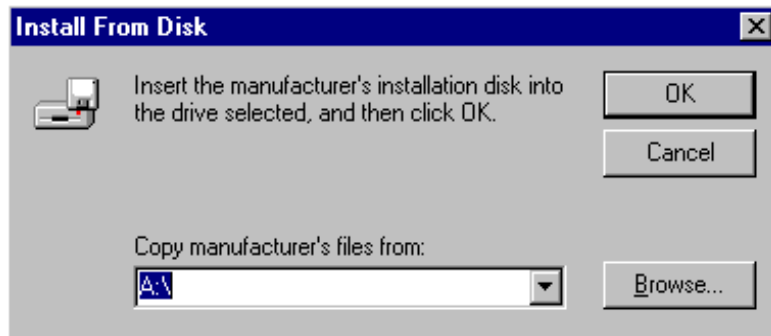 Install From Disk
Insert the manufacturer's installation disk into
the drive selected, and then click OK.
OK
Cancel
Copy manufacturer's files from:
A:\
Browse...